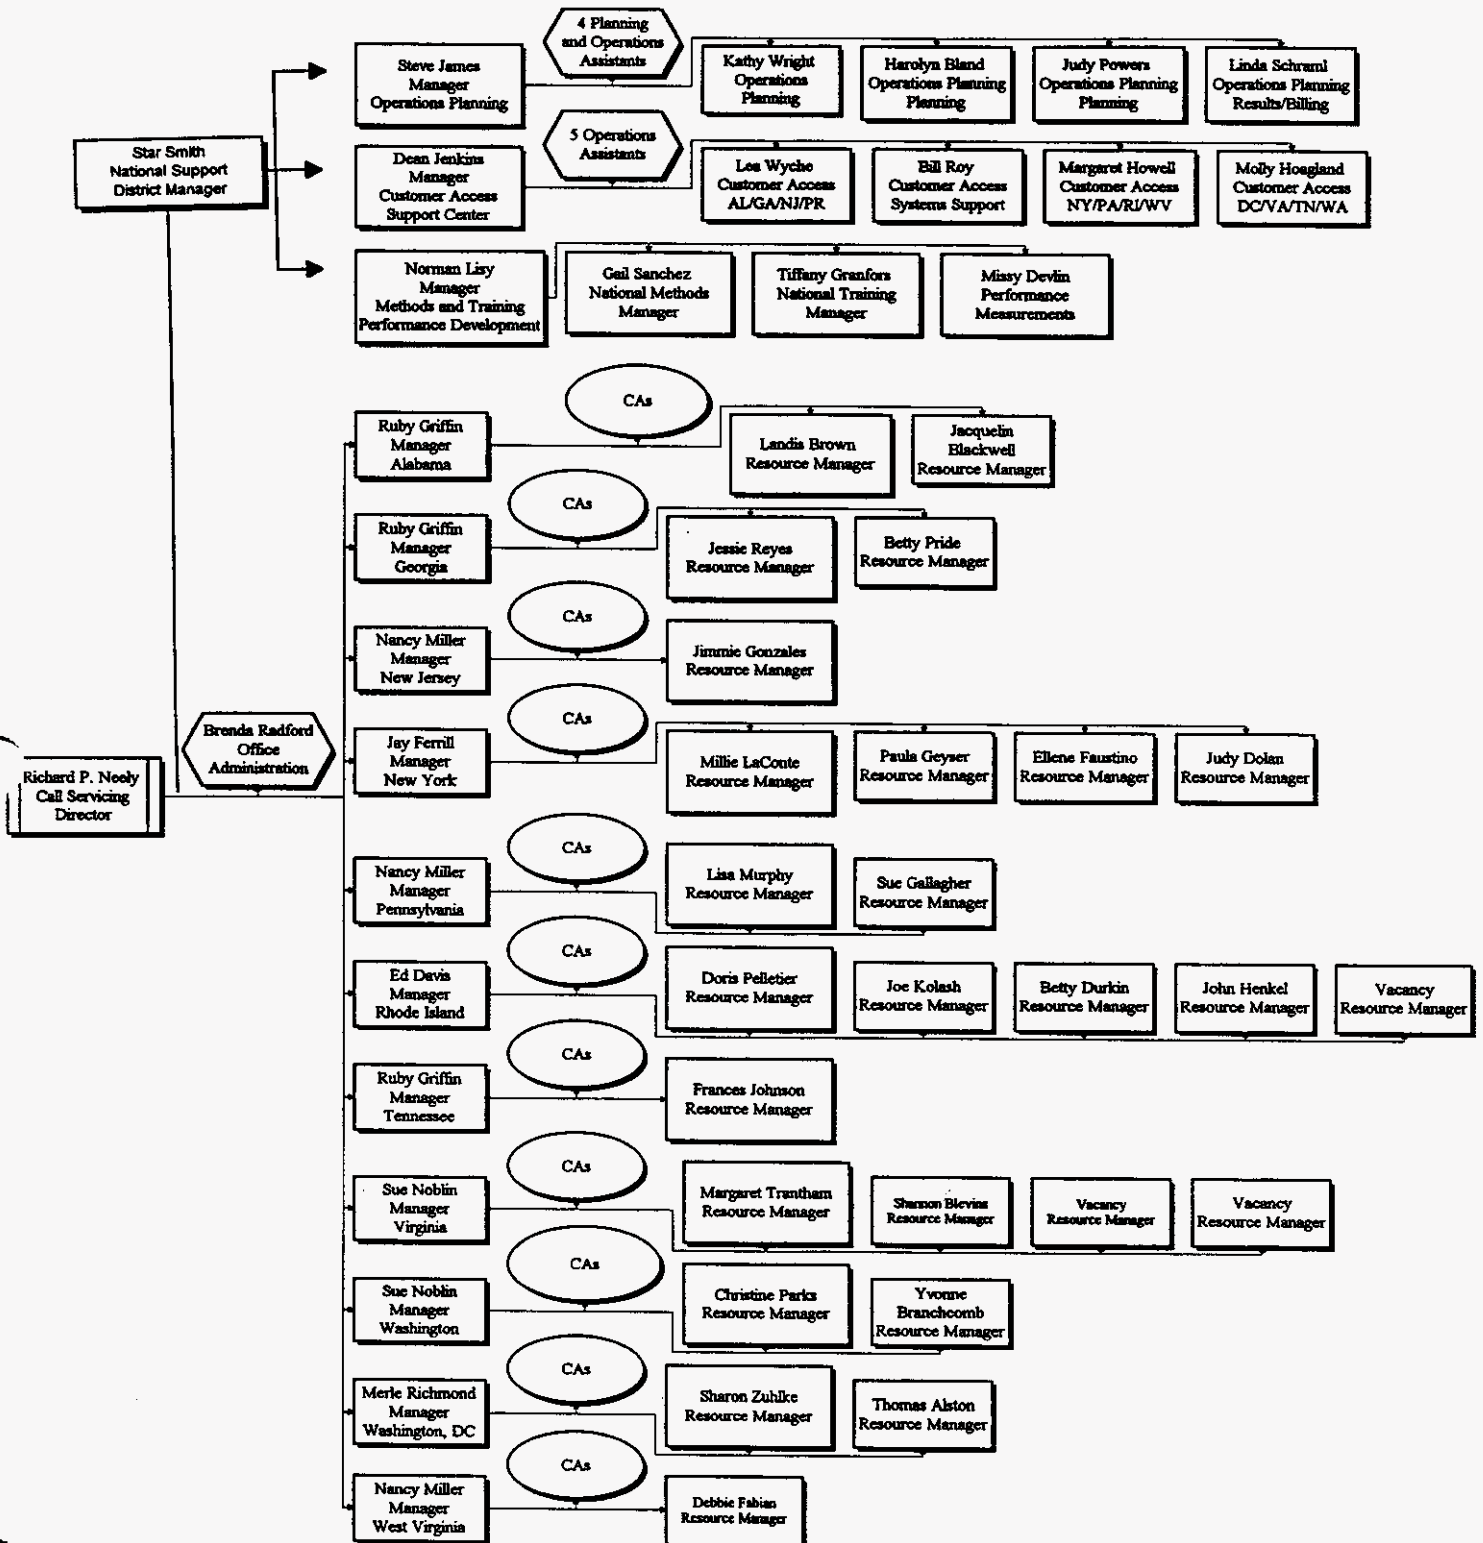 4 Planning
and Operations
Assistants
Steve James
Manager
Operations Planning
Kathy Wright
Operations
Planning
Harolyn Bland
Operations Planning
Planning
Judy Powers
Operations Planning
Planning
Linda Schraml
Operations Planning
Results/Billing
Star Smith
National Support
District Manager
5 Operations
Assistants
Dean Jenkins
Manager
Customer Access
Support Center
Lea Wyche
Customer Access
AL/GA/NJ/PR
Bill Roy
Customer Access
Systems Support
Margaret Howell
Customer Access
NY/PA/RI/WV
Molly Hoagland
Customer Access
DC/VA/TN/WA
Norman Lisy
Manager
Methods and Training
Performance Development
Gail Sanchez
National Methods
Manager
Tiffany Granfors
National Training
Manager
Missy Devlin
Performance
Measurements
Ruby Griffin
Manager
Alabama
CAs
Landis Brown
Resource Manager
Jacquelin
Blackwell
Resource Manager
Ruby Griffin
Manager
Georgia
CAs
Jessie Reyes
Resource Manager
Betty Pride
Resource Manager
Nancy Miller
Manager
New Jersey
CAs
Jimmie Gonzales
Resource Manager
Richard P. Neely
Call Servicing
Director
Brenda Radford
Office
Administration
Jay Ferrill
Manager
New York
CAs
Millie LaConte
Resource Manager
Paula Geyser
Resource Manager
Ellene Faustino
Resource Manager
Judy Dolan
Resource Manager
Nancy Miller
Manager
Pennsylvania
CAs
Lisa Murphy
Resource Manager
Sue Gallagher
Resource Manager
Ed Davis
Manager
Rhode Island
CAs
Doris Pelletier
Resource Manager
Joe Kolash
Resource Manager
Betty Durkin
Resource Manager
John Henkel
Resource Manager
Vacancy
Resource Manager
Ruby Griffin
Manager
Tennessee
CAs
Frances Johnson
Resource Manager
Sue Noblin
Manager
Virginia
CAs
Margaret Trantham
Resource Manager
Shannon Blevins
Resource Manager
Vacancy
Resource Manager
Vacancy
Resource Manager
Sue Noblin
Manager
Washington
CAs
Christine Parks
Resource Manager
Yvonne
Branchcomb
Resource Manager
Merle Richmond
Manager
Washington, DC
CAs
Sharon Zuhlke
Resource Manager
Thomas Alston
Resource Manager
Nancy Miller
Manager
West Virginia
CAs
Debbie Fabian
Resource Manager